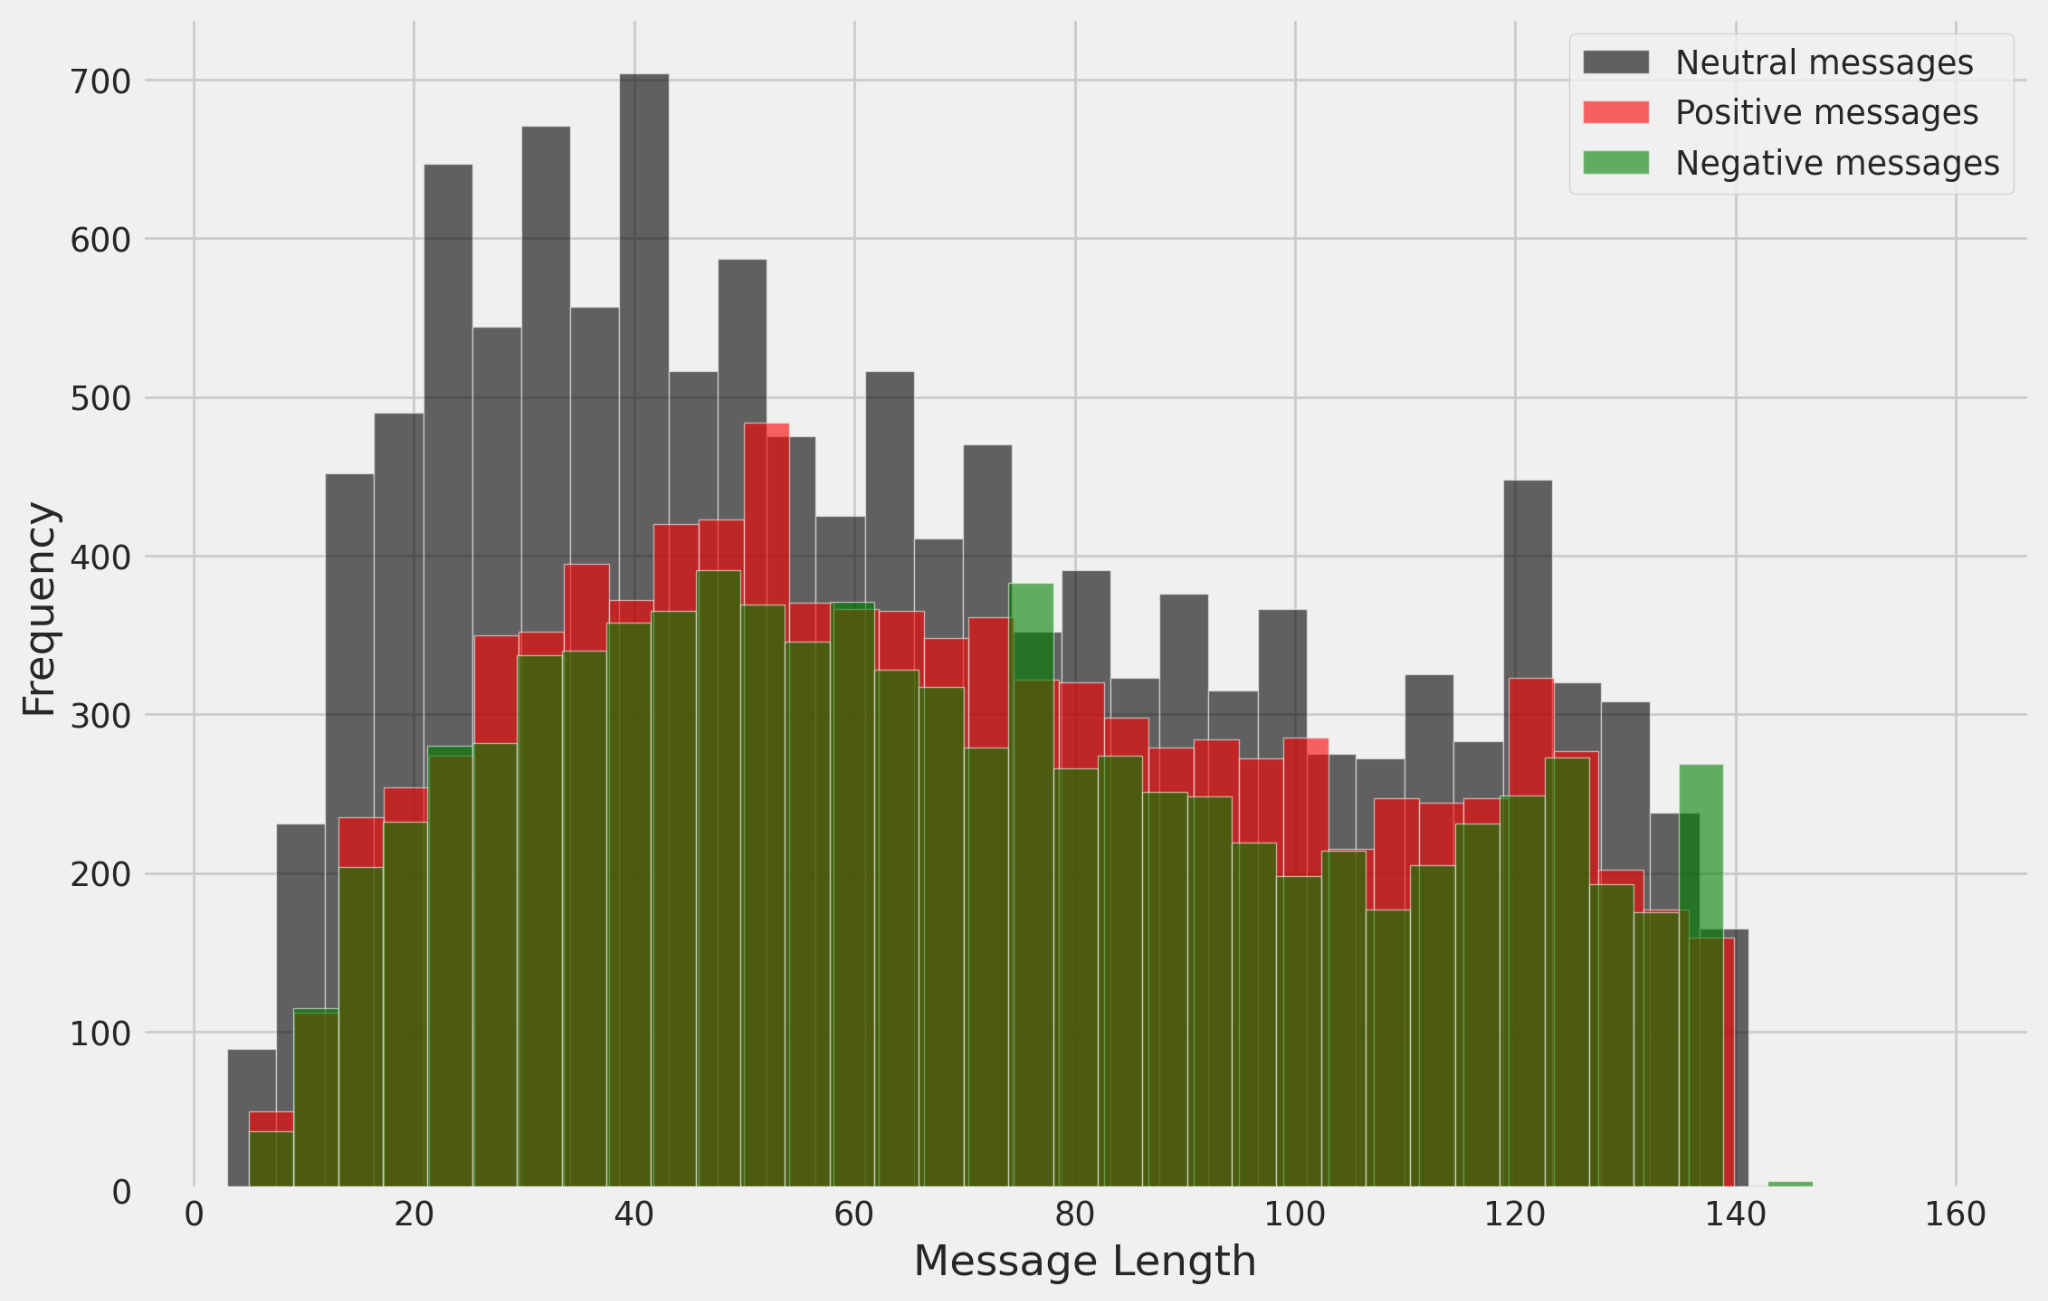 Neutral messages
Positive messages
Negative messages
700
600
500
400
300
200
100
0
Frequency
0 20 40 60 80 100 120 140 160
Message Length